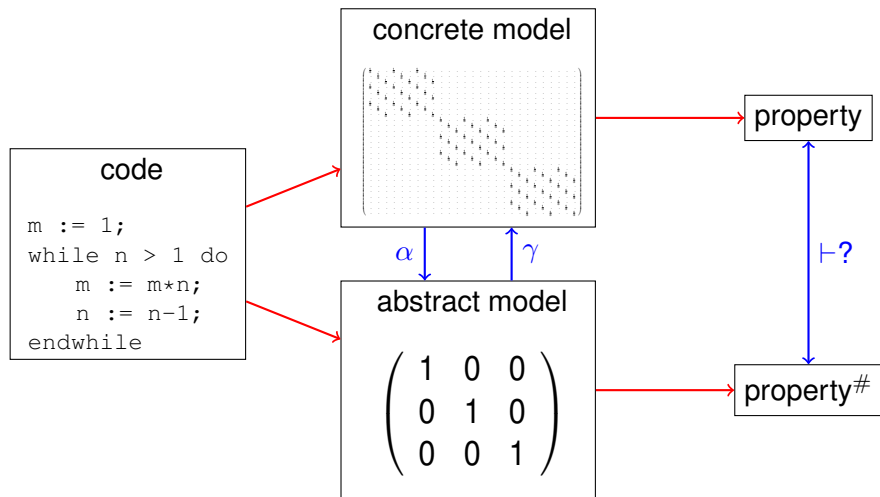 concrete model
property
code
m := 1;
while n > 1 do
m := m*n;
n := n-1;
endwhile
α
γ
⊢?
abstract model
1 0 0
0 1 0
0 0 1
property#